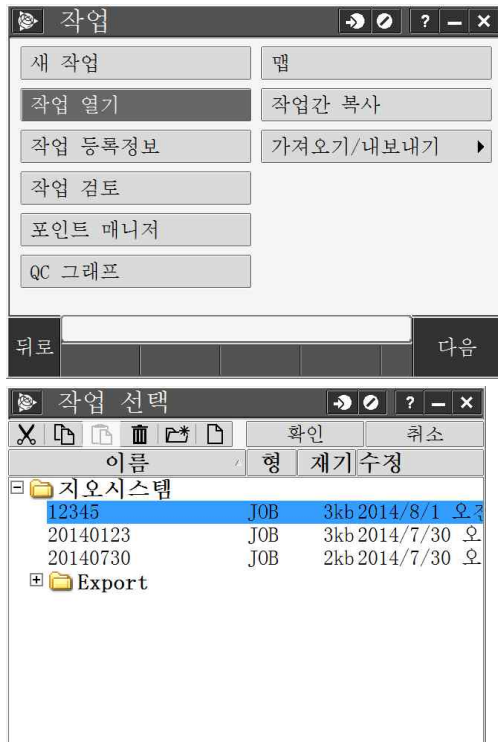 작업 ? – ×
새 작업 맵
작업 열기 작업간 복사
작업 등록정보 가져오기/내보내기
작업 검토
포인트 매니저
QC 그래프
뒤로 다음
작업 선택 ? – ×
확인 취소
이름 형 재기 수정
지오시스템
12345 JOB 3kb 2014/8/1 오전
20140123 JOB 3kb 2014/7/30 오
20140730 JOB 2kb 2014/7/30 오
Export